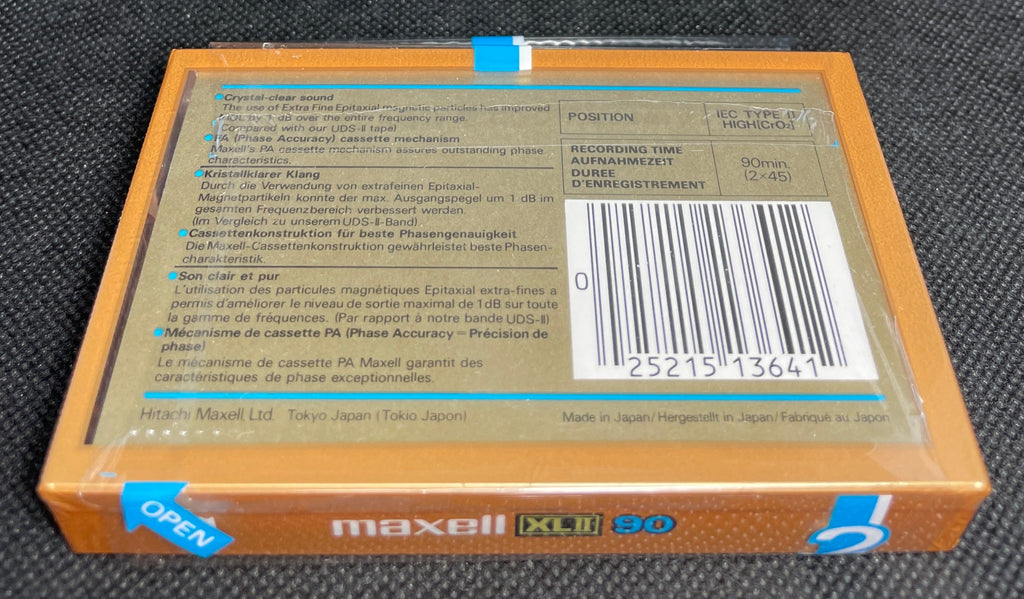 Crystal-clear sound
The use of Extra Fine Epitaxial magnetic particles has improved
MOL by 1 dB over the entire frequency range.
(Compared with our UDS-II tape)
PA (Phase Accuracy) cassette mechanism
Maxell's PA cassette mechanism assures outstanding phase
characteristics.
Kristallklarer Klang
Durch die Verwendung von extrafeinen Epitaxial-
Magnetpartikeln konnte der max. Ausgangspegel um 1 dB im
gesamten Frequenzbereich verbessert werden.
(Im Vergleich zu unserem UDS-II-Band)
Cassettenkonstruktion für beste Phasengenauigkeit
Die Maxell-Cassettenkonstruktion gewährleistet beste Phasen-
charakteristik.
Son clair et pur
L'utilisation des particules magnétiques Epitaxial extra-fines a
permis d'améliorer le niveau de sortie maximal de 1dB sur toute
la gamme de fréquences. (Par rapport à notre bande UDS-II)
Mécanisme de cassette PA (Phase Accuracy = Précision de
phase)
Le mécanisme de cassette PA Maxell garantit des
caractéristiques de phase exceptionnelles.
POSITION
IEC TYPE II
HIGH[CrO2]
RECORDING TIME
AUFNAHMEZEIT
DUREE
D'ENREGISTREMENT
90min.
(2×45)
0
25215 13641
Hitachi Maxell, Ltd. Tokyo Japan (Tokio Japon)
Made in Japan/Hergestellt in Japan/Fabriqué au Japon
OPEN
maxell XLII 90